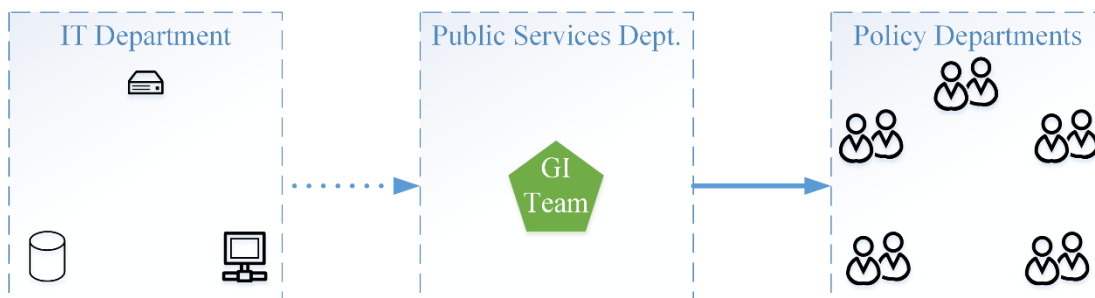 IT Department
Public Services Dept.
Policy Departments
GI
Team